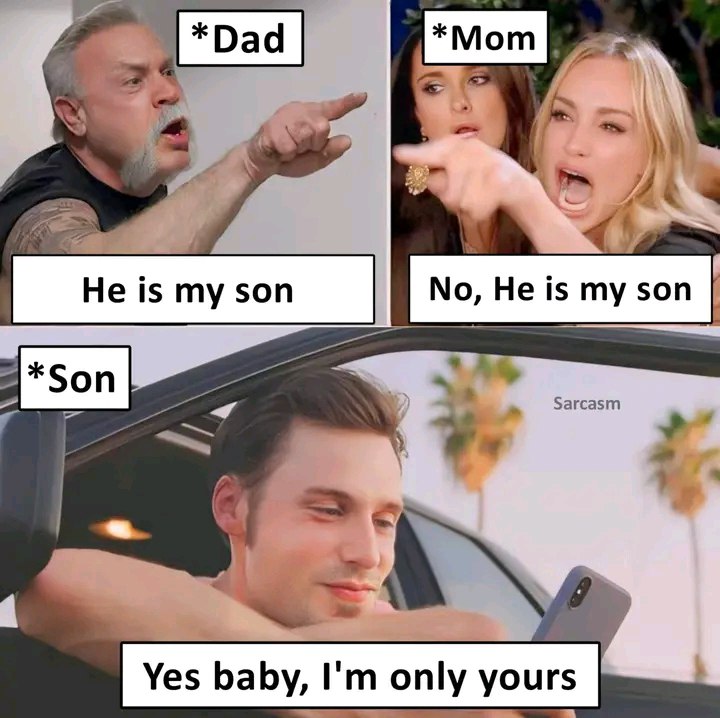 *Dad
*Mom
He is my son
No, He is my son
*Son
Sarcasm
Yes baby, I'm only yours